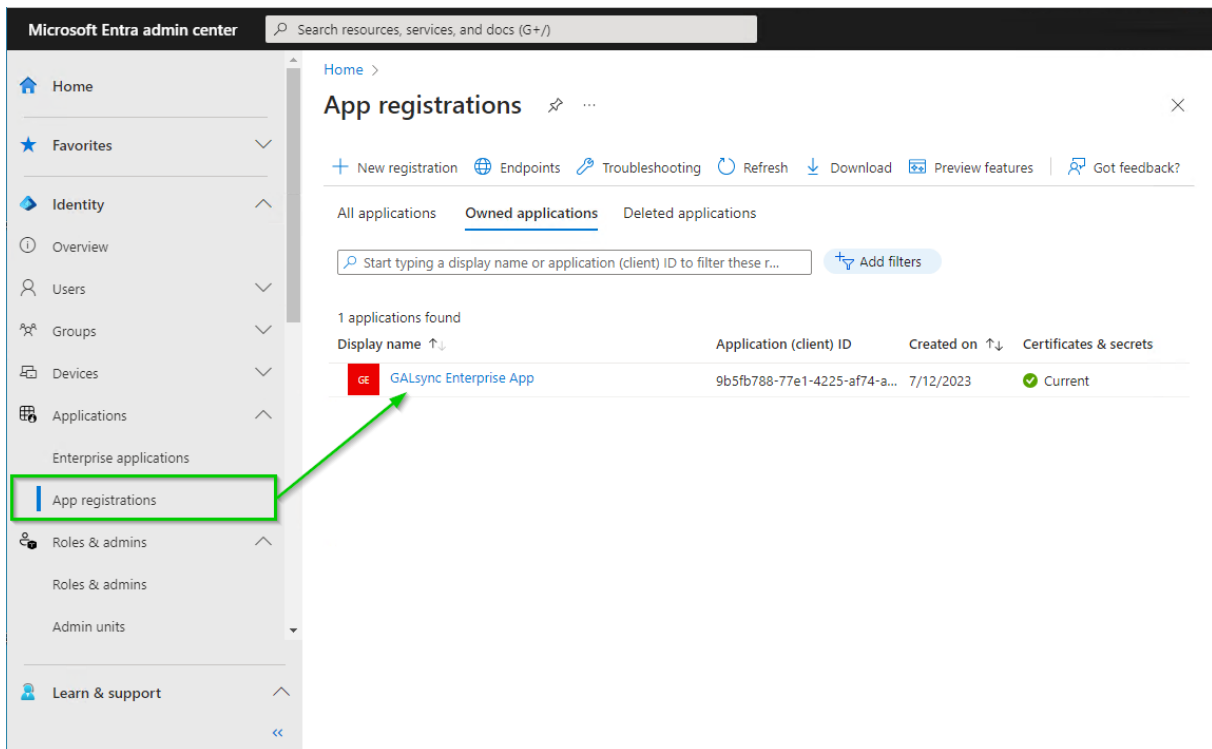 Microsoft Entra admin center
Search resources, services, and docs (G+/)
Home
Favorites
Identity
Overview
Users
Groups
Devices
Applications
Enterprise applications
App registrations
Roles & admins
Roles & admins
Admin units
Learn & support
Home >
App registrations
New registration Endpoints Troubleshooting Refresh Download Preview features Got feedback?
All applications Owned applications Deleted applications
Start typing a display name or application (client) ID to filter these r... Add filters
1 applications found
Display name Application (client) ID Created on Certificates & secrets
GE GALsync Enterprise App 9b5fb788-77e1-4225-af74-a... 7/12/2023 Current